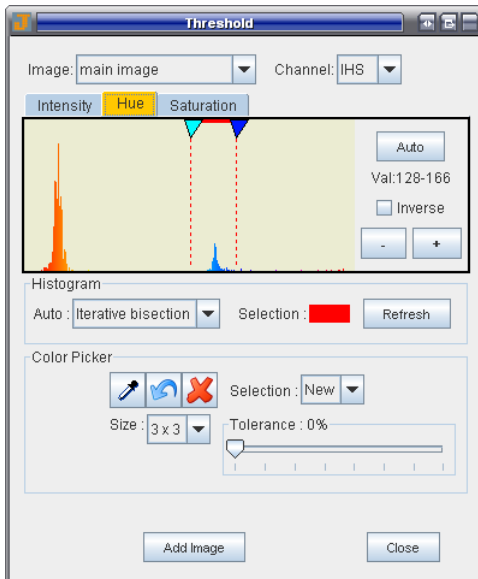 Threshold
Image: main image Channel: IHS
Intensity Hue Saturation
Auto
Val:128-166
Inverse
- +
Histogram
Auto : Iterative bisection Selection : Refresh
Color Picker
Selection : New
Size : 3 x 3 Tolerance : 0%
Add Image Close